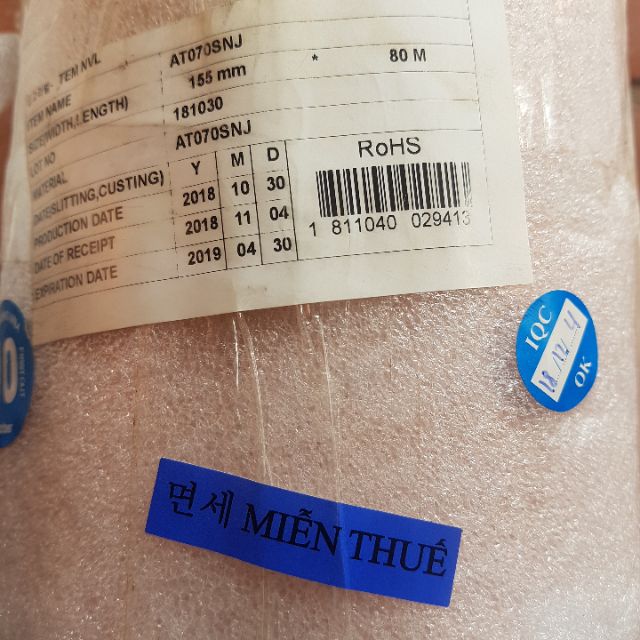 ITEM NVL AT070SNJ
ITEM NAME 155 mm * 80 M
SIZE(WIDTH,LENGTH) 181030
LOT NO AT070SNJ
MATERIAL Y M D RoHS
DATE(SLITTING,CUSTING) 2018 10 30
PRODUCTION DATE 2018 11 04
DATE OF RECEIPT 2019 04 30
EXPIRATION DATE
1 811040 029413
IQC
OK
면세 MIỄN THUẾ